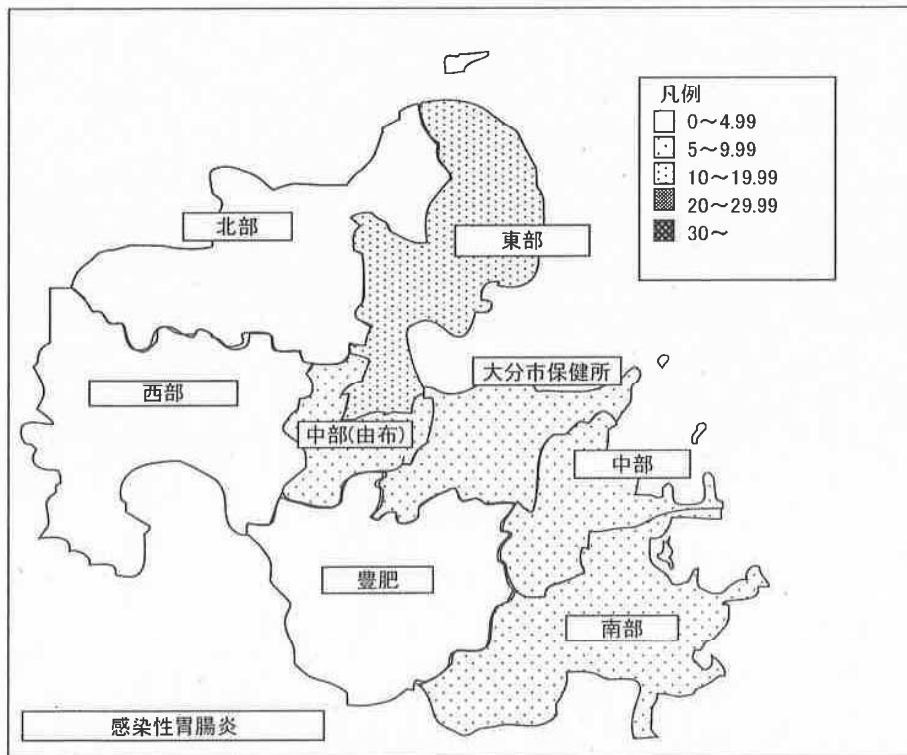 凡例
0～4.99
5～9.99
10～19.99
20～29.99
30～
北部
東部
大分市保健所
西部
中部(由布)
中部
豊肥
南部
感染性胃腸炎